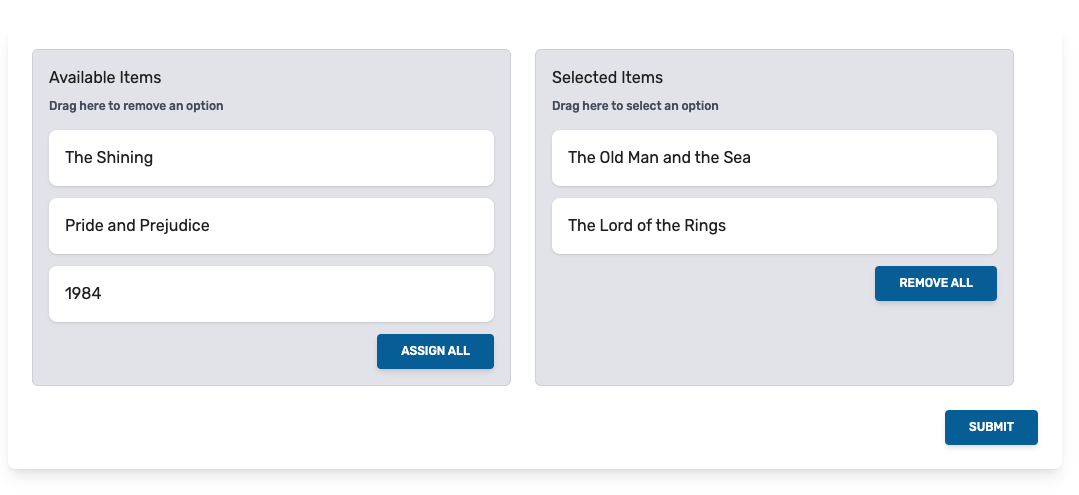 Available Items
Drag here to remove an option
The Shining
Pride and Prejudice
1984
ASSIGN ALL
Selected Items
Drag here to select an option
The Old Man and the Sea
The Lord of the Rings
REMOVE ALL
SUBMIT